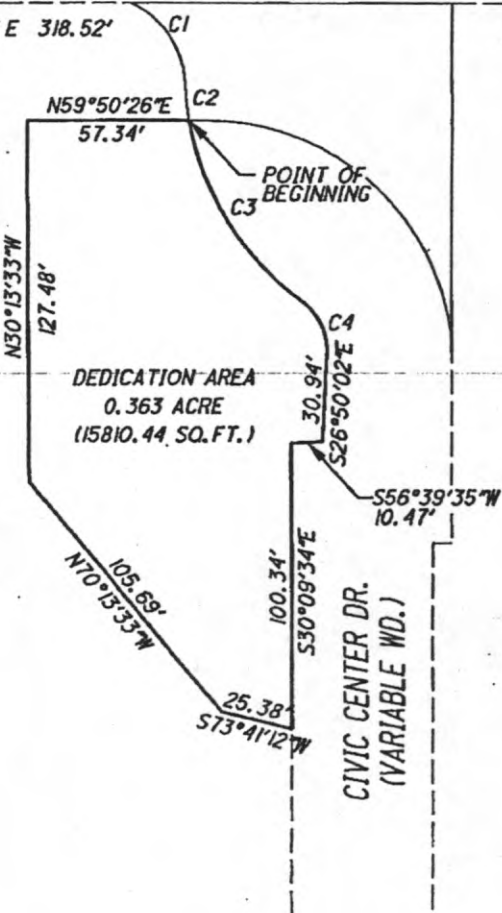 E 318.52'
C1
N59°50'26"E
57.34'
C2
POINT OF
BEGINNING
C3
N30°13'33"W
127.48'
C4
DEDICATION AREA
0.363 ACRE
(15810.44 SQ.FT.)
30.94'
S26°50'02"E
S56°39'35"W
10.47'
100.34'
S30°09'34"E
105.69'
N70°13'33"W
25.38'
S73°41'12"W
CIVIC CENTER DR.
(VARIABLE WD.)